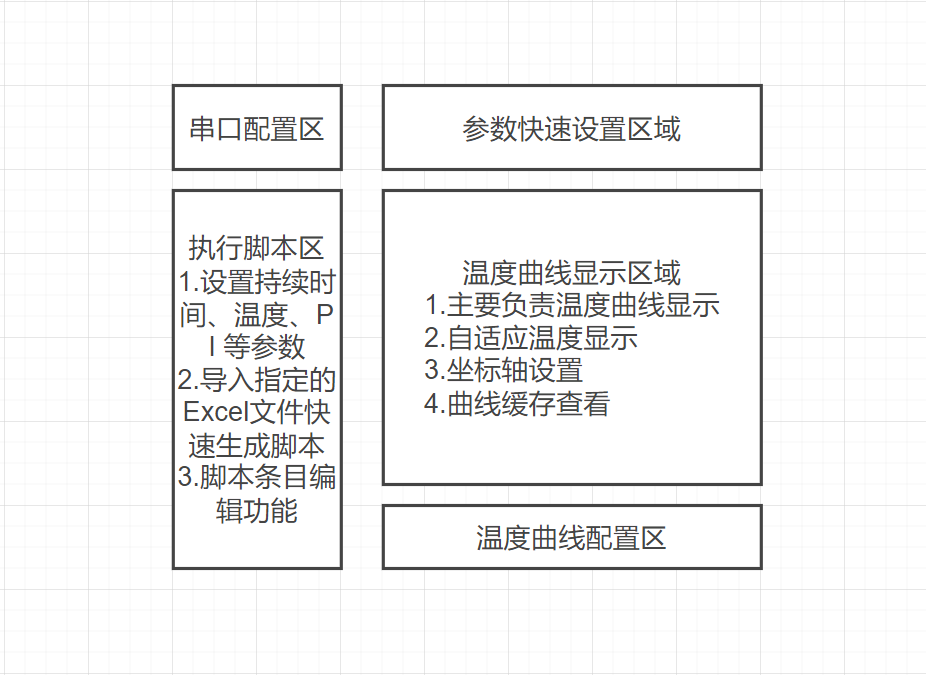 串口配置区
参数快速设置区域
执行脚本区
1.设置持续时
间、温度、P
I 等参数
2.导入指定的
Excel文件快
速生成脚本
3.脚本条目编
辑功能
温度曲线显示区域
1.主要负责温度曲线显示
2.自适应温度显示
3.坐标轴设置
4.曲线缓存查看
温度曲线配置区